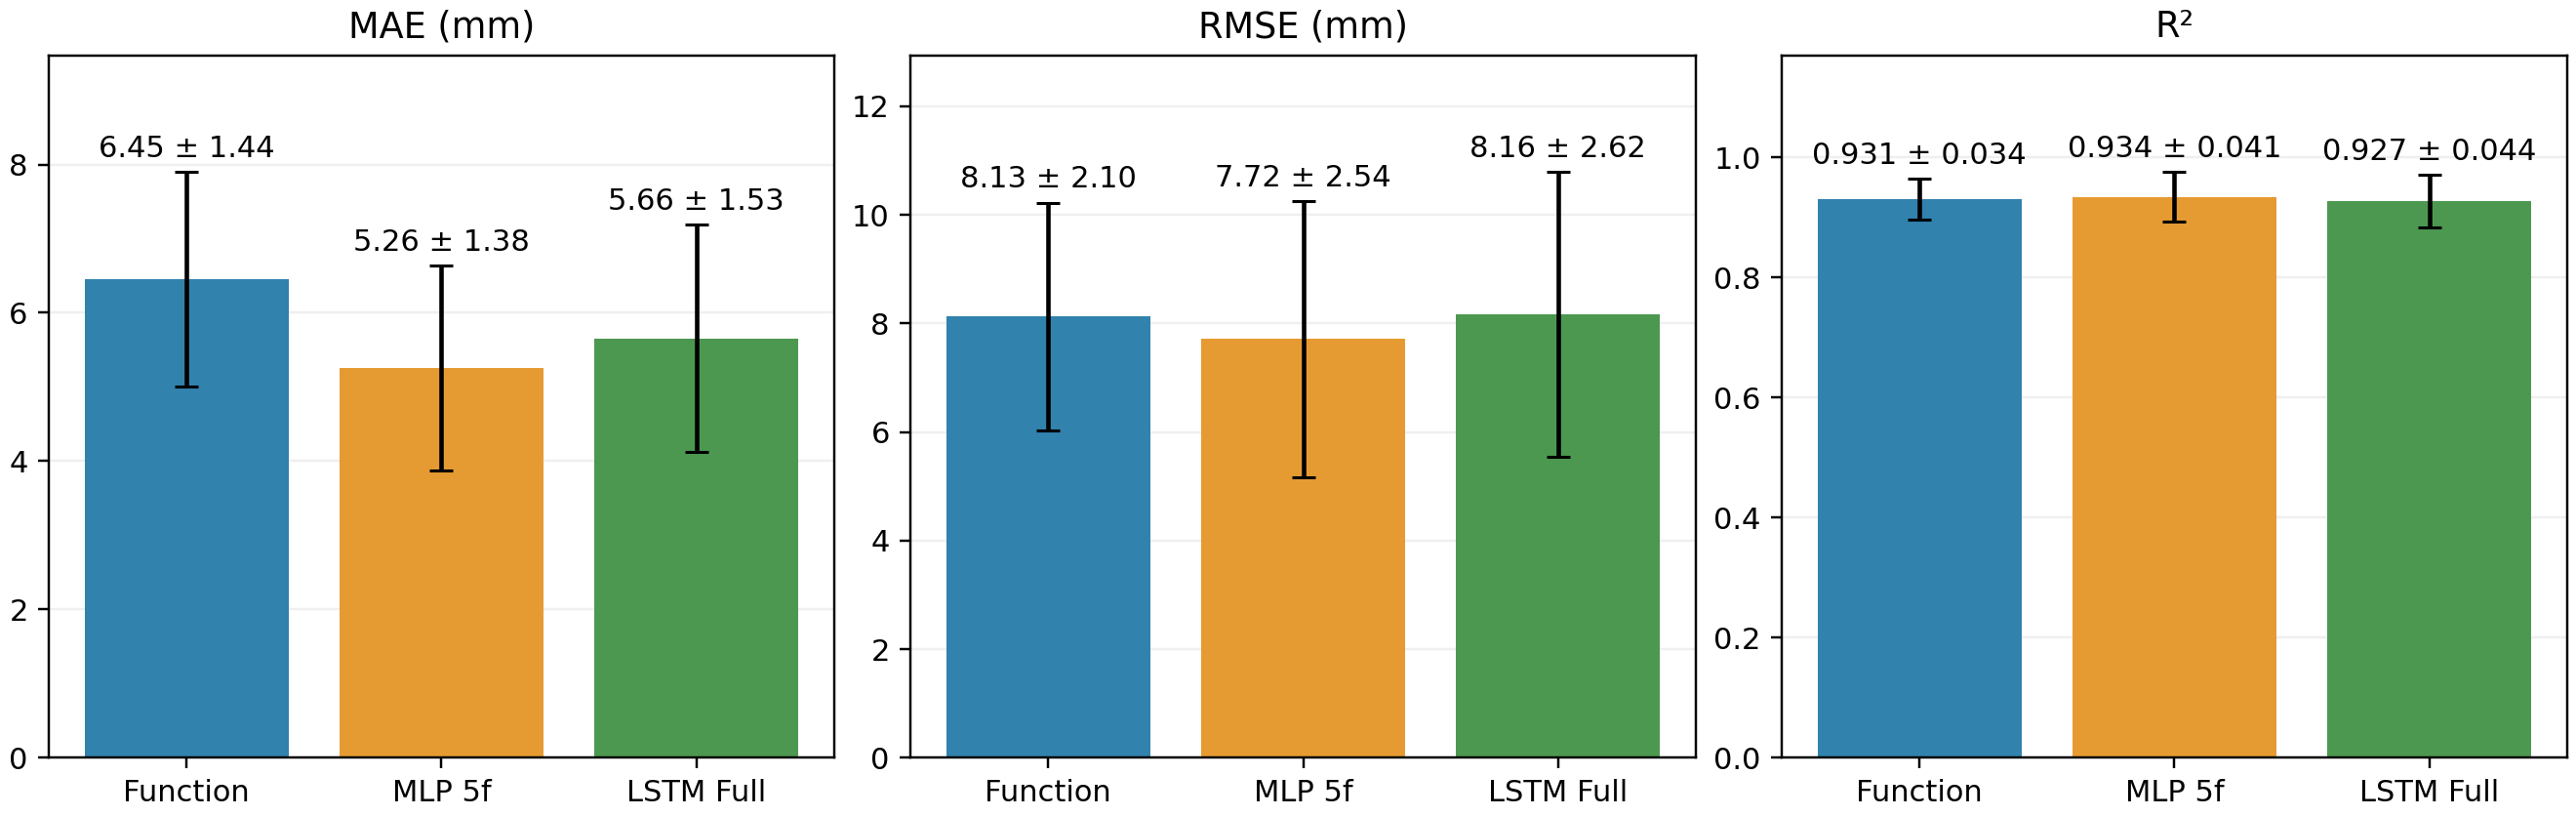 MAE (mm)
8
6
4
2
0
6.45 ± 1.44
5.26 ± 1.38
5.66 ± 1.53
Function
MLP 5f
LSTM Full
RMSE (mm)
12
10
8
6
4
2
0
8.13 ± 2.10
7.72 ± 2.54
8.16 ± 2.62
Function
MLP 5f
LSTM Full
R²
1.0
0.8
0.6
0.4
0.2
0.0
0.931 ± 0.034
0.934 ± 0.041
0.927 ± 0.044
Function
MLP 5f
LSTM Full